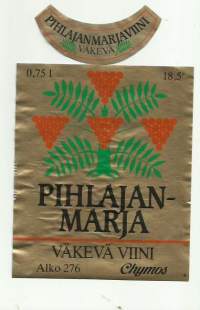 PIHLAJANMARJAVIINI
VÄKEVÄ
0,75 l 18,5°
PIHLAJAN-
MARJA
VÄKEVÄ VIINI
Alko 276 Chymos